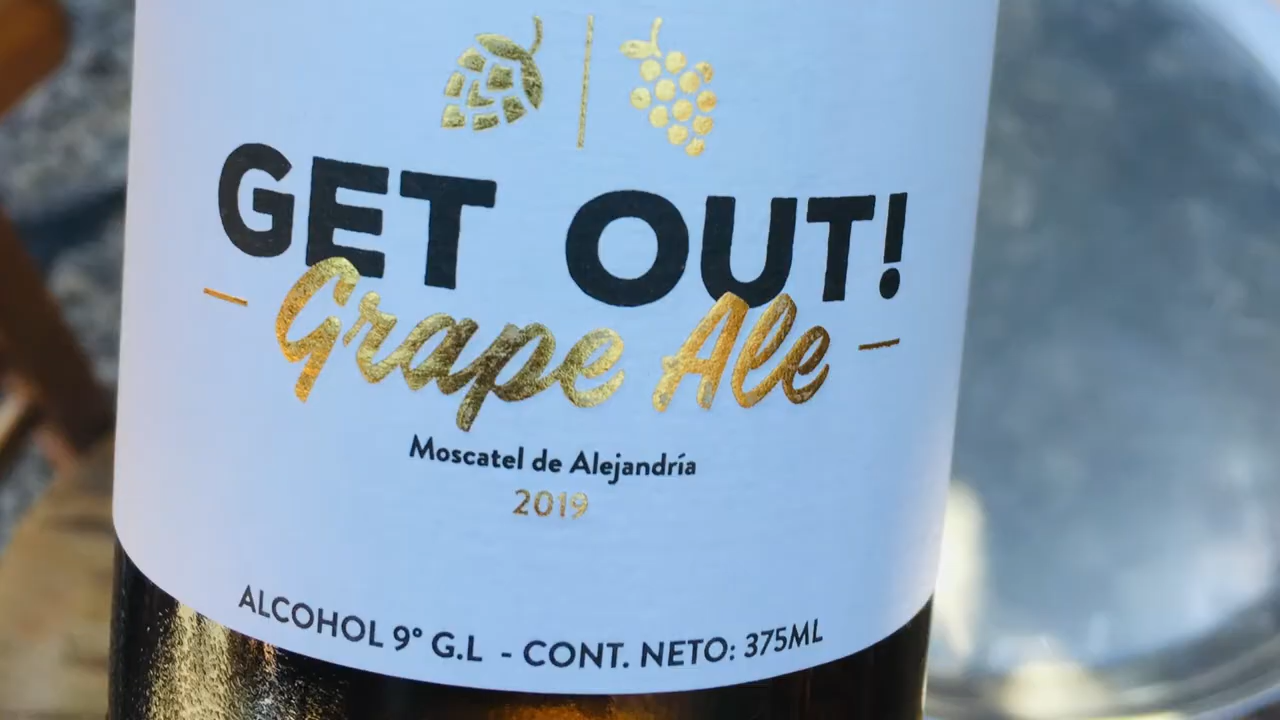 GET OUT!
Grape Ale
Moscatel de Alejandría
2019
ALCOHOL 9° G.L - CONT. NETO: 375ML